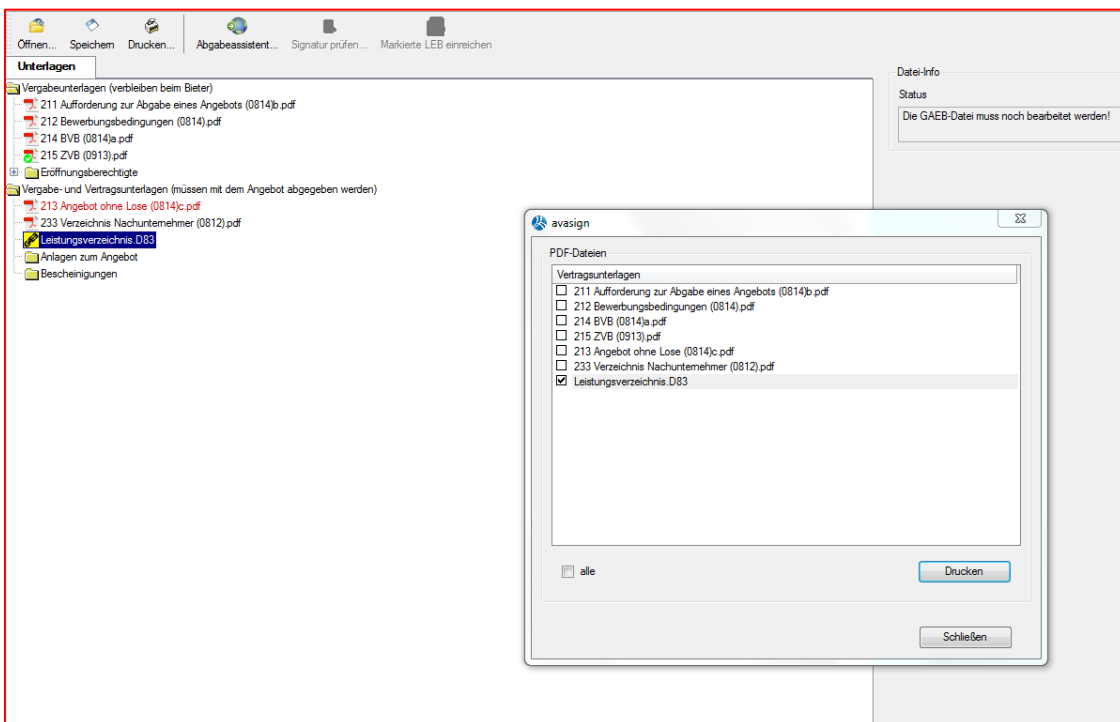 Öffnen...
Speichern
Drucken...
Abgabeassistent...
Signatur prüfen...
Markierte LEB einreichen
Unterlagen
Vergabeunterlagen (verbleiben beim Bieter)
211 Aufforderung zur Abgabe eines Angebots (0814)b.pdf
212 Bewerbungsbedingungen (0814).pdf
214 BVB (0814)a.pdf
215 ZVB (0913).pdf
Eröffnungsberechtigte
Vergabe- und Vertragsunterlagen (müssen mit dem Angebot abgegeben werden)
213 Angebot ohne Lose (0814)c.pdf
233 Verzeichnis Nachunternehmer (0812).pdf
Leistungsverzeichnis.D83
Anlagen zum Angebot
Bescheinigungen
Datei-Info
Status
Die GAEB-Datei muss noch bearbeitet werden!
avasign
PDF-Dateien
Vertragsunterlagen
211 Aufforderung zur Abgabe eines Angebots (0814)b.pdf
212 Bewerbungsbedingungen (0814).pdf
214 BVB (0814)a.pdf
215 ZVB (0913).pdf
213 Angebot ohne Lose (0814)c.pdf
233 Verzeichnis Nachunternehmer (0812).pdf
Leistungsverzeichnis.D83
alle
Drucken
Schließen